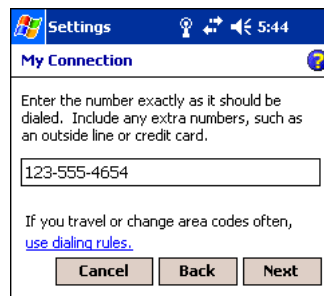 Settings 5:44
My Connection
?
Enter the number exactly as it should be
dialed. Include any extra numbers, such as
an outside line or credit card.
123-555-4654
If you travel or change area codes often,
use dialing rules.
Cancel Back Next